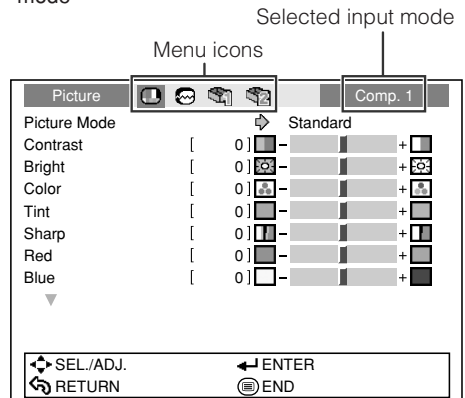 mode
Selected input mode
Menu icons
Picture Comp. 1
Picture Mode Standard
Contrast [ 0 ] - +
Bright [ 0 ] - +
Color [ 0 ] - +
Tint [ 0 ] - +
Sharp [ 0 ] - +
Red [ 0 ] - +
Blue [ 0 ] - +
SEL./ADJ. ENTER
RETURN END